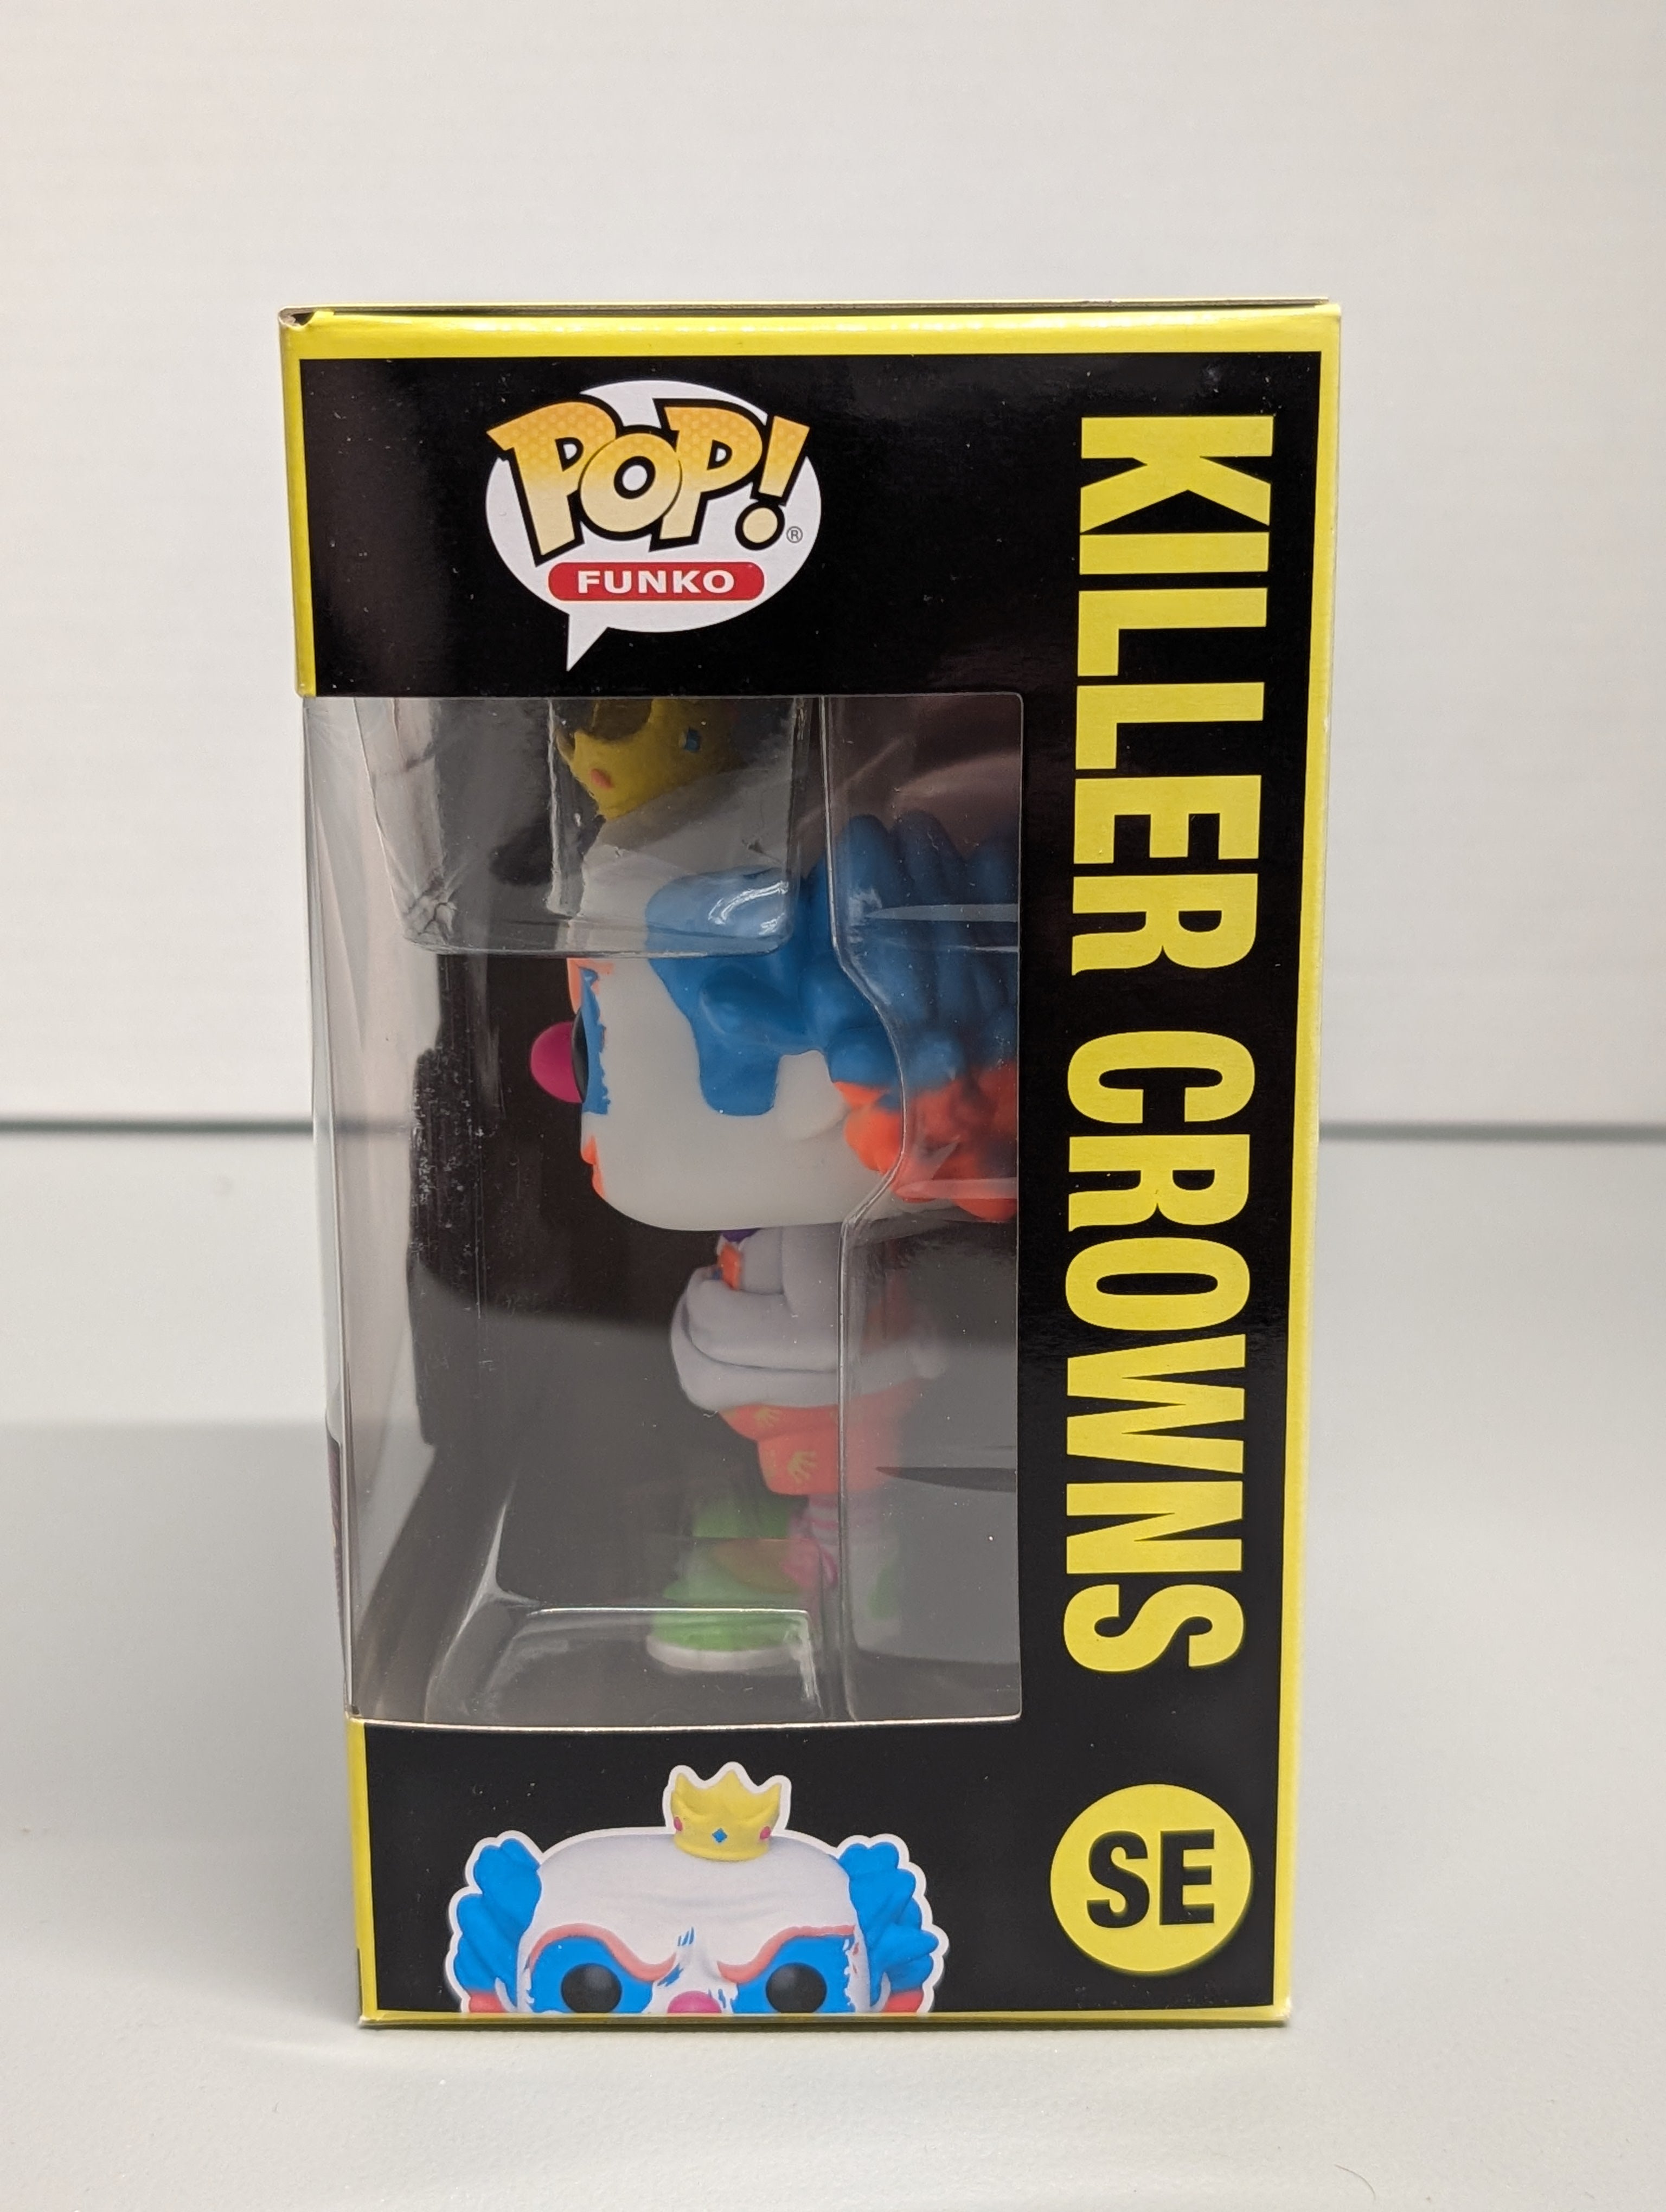 POP!®
FUNKO
KILLER CROWNS
SE